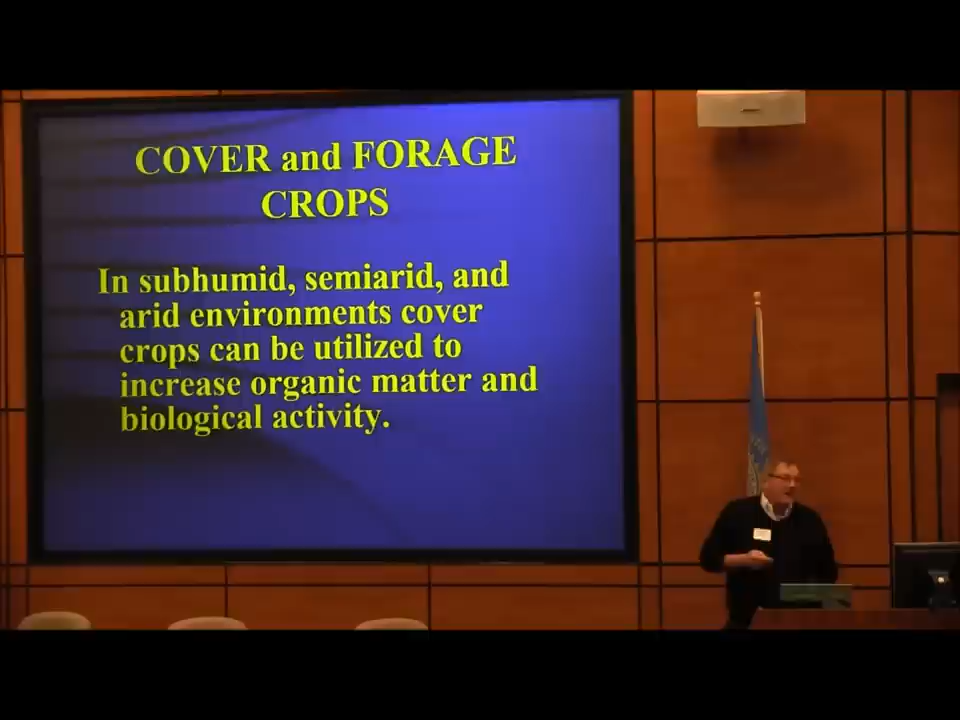 COVER and FORAGE
CROPS
In subhumid, semiarid, and
arid environments cover
crops can be utilized to
increase organic matter and
biological activity.